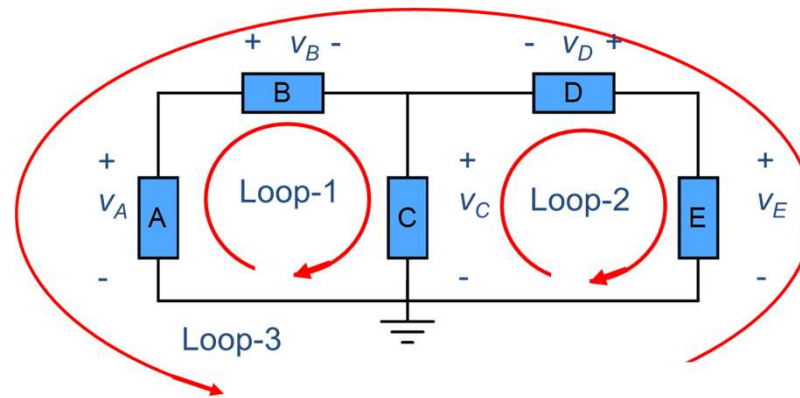 + vB - - vD +
B D
+ + +
vA A Loop-1 C vC Loop-2 E vE
- - -
Loop-3